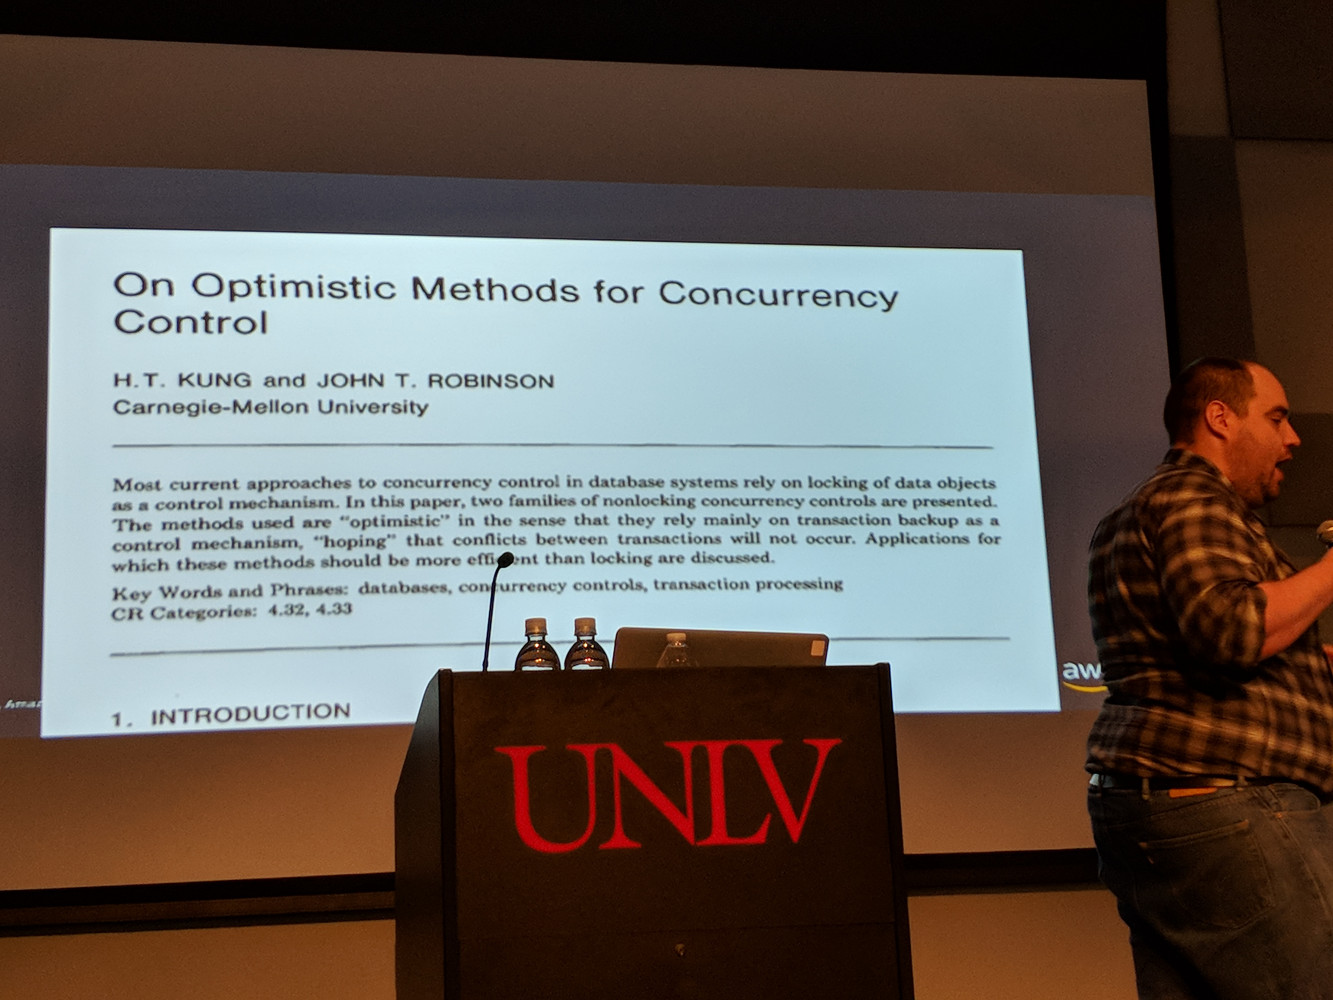 On Optimistic Methods for Concurrency
Control
H.T. KUNG and JOHN T. ROBINSON
Carnegie-Mellon University
Most current approaches to concurrency control in database systems rely on locking of data objects
as a control mechanism. In this paper, two families of nonlocking concurrency controls are presented.
The methods used are “optimistic” in the sense that they rely mainly on transaction backup as a
control mechanism, “hoping” that conflicts between transactions will not occur. Applications for
which these methods should be more efficient than locking are discussed.
Key Words and Phrases: databases, concurrency controls, transaction processing
CR Categories: 4.32, 4.33
1. INTRODUCTION
aw
UNLV